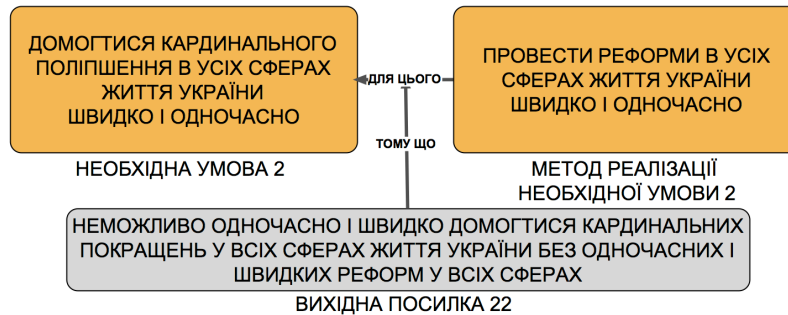 ДОМОГТИСЯ КАРДИНАЛЬНОГО
ПОЛІПШЕННЯ В УСІХ СФЕРАХ
ЖИТТЯ УКРАЇНИ
ШВИДКО І ОДНОЧАСНО
НЕОБХІДНА УМОВА 2
ДЛЯ ЦЬОГО
ПРОВЕСТИ РЕФОРМИ В УСІХ
СФЕРАХ ЖИТТЯ УКРАЇНИ
ШВИДКО І ОДНОЧАСНО
МЕТОД РЕАЛІЗАЦІЇ
НЕОБХІДНОЇ УМОВИ 2
ТОМУ ЩО
НЕМОЖЛИВО ОДНОЧАСНО І ШВИДКО ДОМОГТИСЯ КАРДИНАЛЬНИХ
ПОКРАЩЕНЬ У ВСІХ СФЕРАХ ЖИТТЯ УКРАЇНИ БЕЗ ОДНОЧАСНИХ І
ШВИДКИХ РЕФОРМ У ВСІХ СФЕРАХ
ВИХІДНА ПОСИЛКА 22